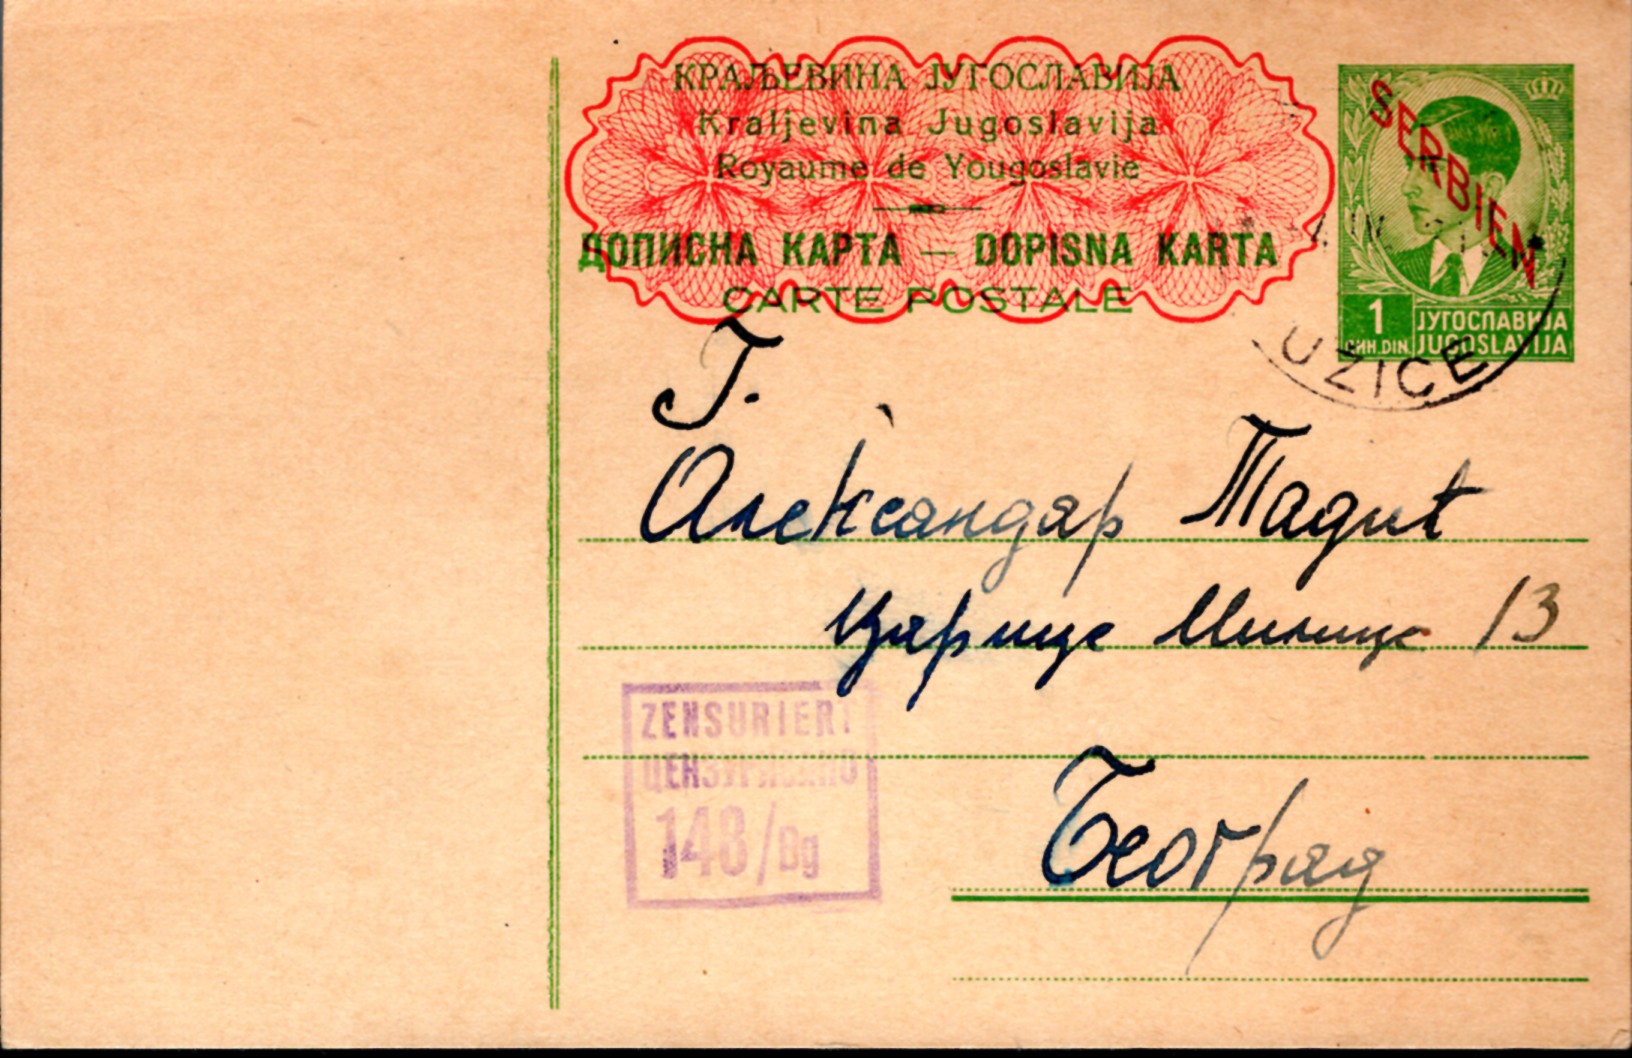 КРАЉЕВИНА ЈУГОСЛАВИЈА
Kraljevina Jugoslavija
Royaume de Yougoslavie
ДОПИСНА КАРТА — DOPISNA KARTA
CARTE POSTALE
SERBIEN
1
ДИН. DIN.
ЈУГОСЛАВИЈА
JUGOSLAVIJA
UZICE
Г.
Александар Тадић
Царице Милице 13
Београд
ZENSURIERT
ЦЕНЗУРИСАНО
148/Bg